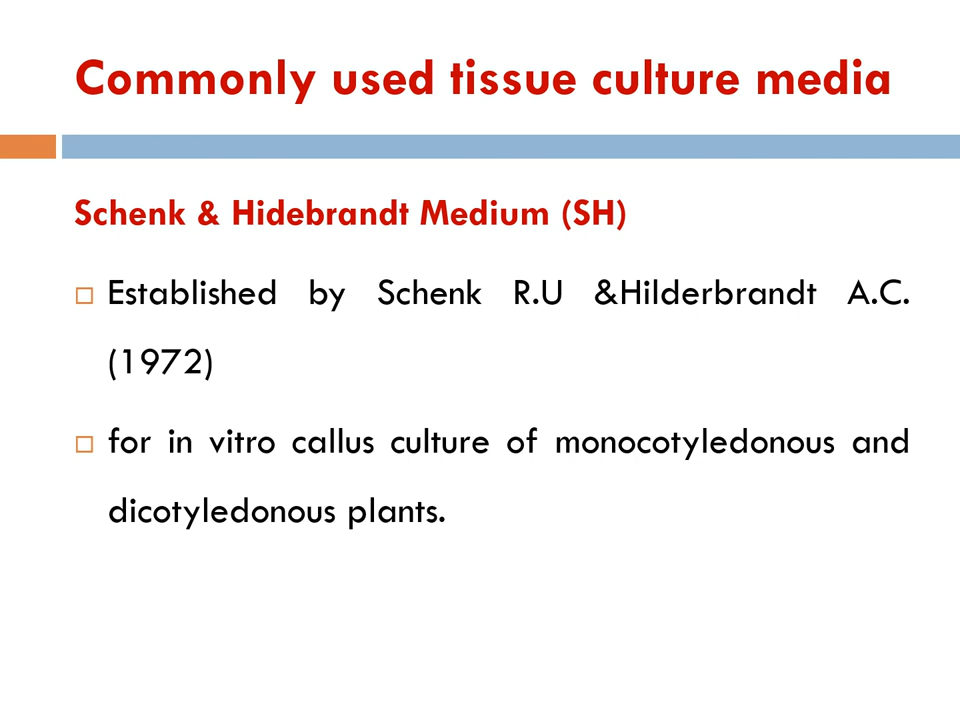 Commonly used tissue culture media
Schenk & Hidebrandt Medium (SH)
Established by Schenk R.U &Hilderbrandt A.C.
(1972)
for in vitro callus culture of monocotyledonous and
dicotyledonous plants.